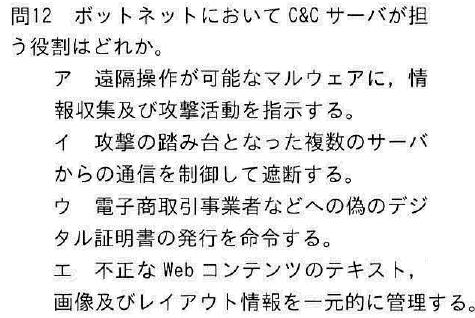 問12　ボットネットにおいて C&C サーバが担
う役割はどれか。
ア　遠隔操作が可能なマルウェアに，情
報収集及び攻撃活動を指示する。
イ　攻撃の踏み台となった複数のサーバ
からの通信を制御して遮断する。
ウ　電子商取引事業者などへの偽のデジ
タル証明書の発行を命令する。
エ　不正な Web コンテンツのテキスト，
画像及びレイアウト情報を一元的に管理する。